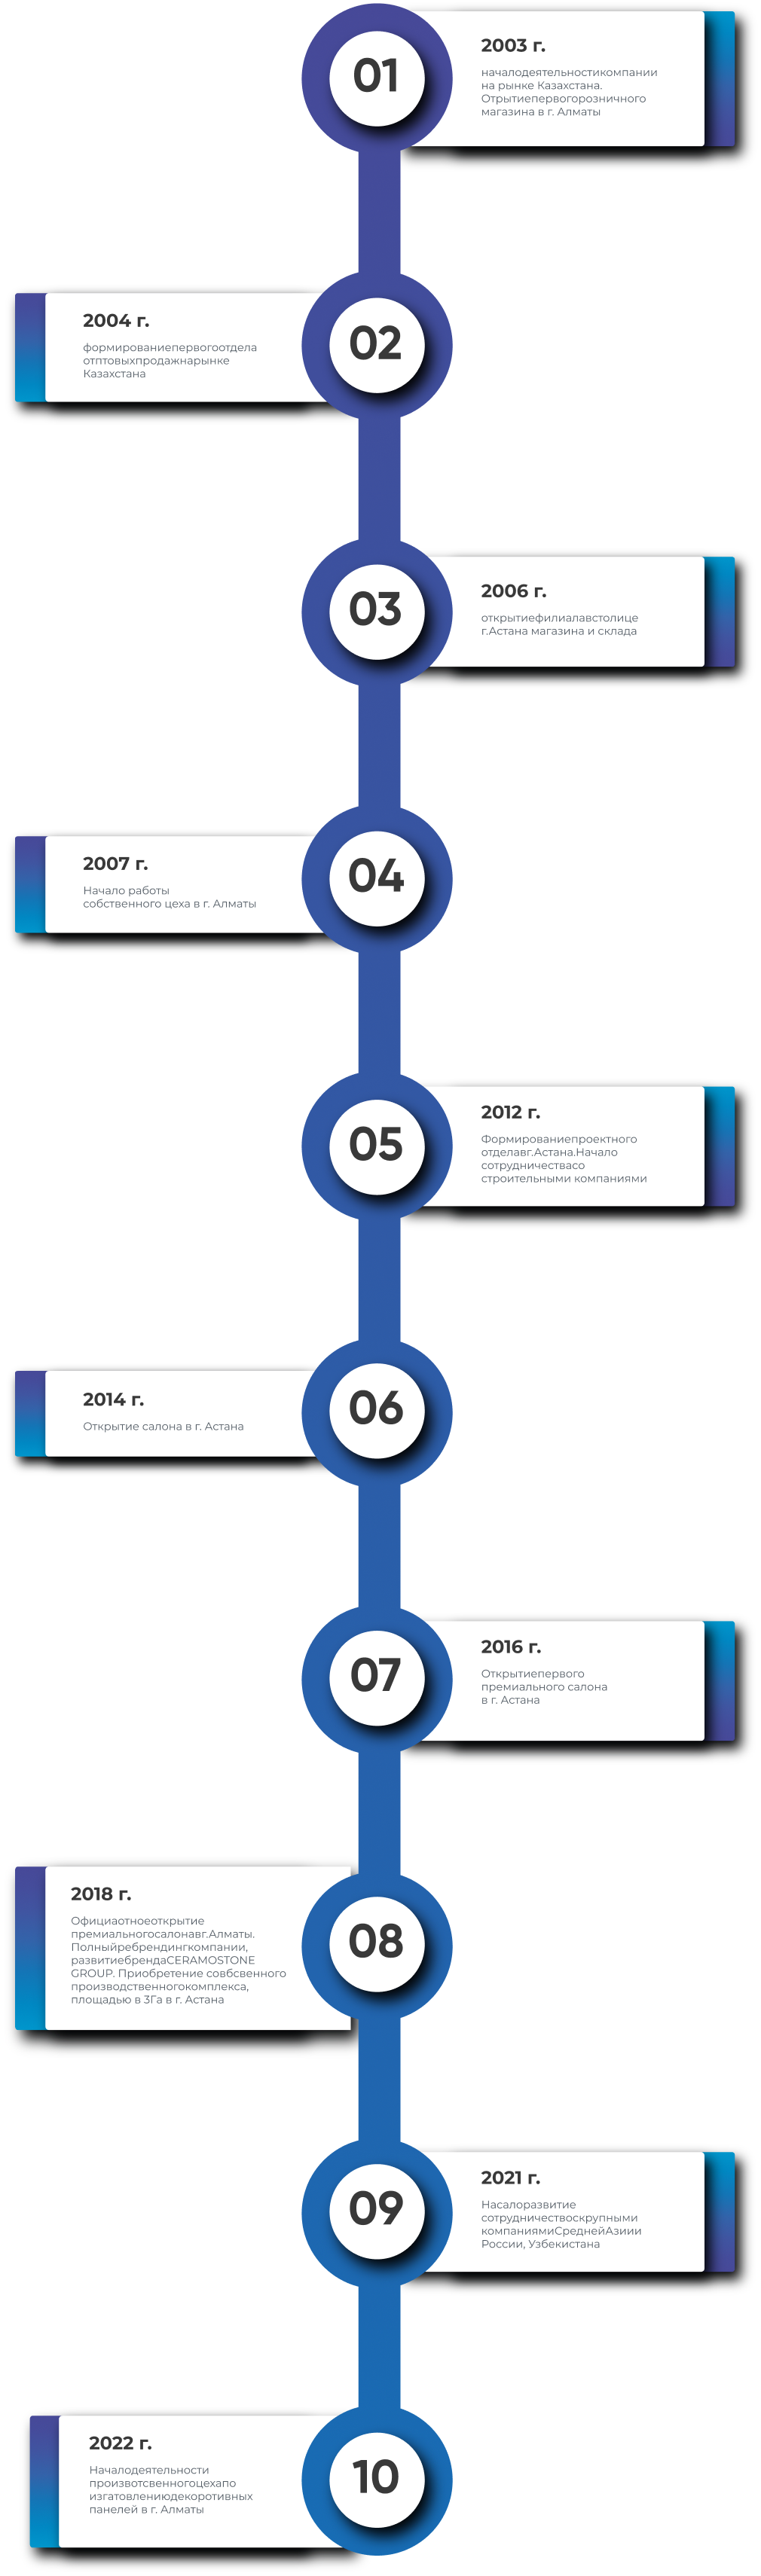 01
2003 г.
началодеятельностикомпании
на рынке Казахстана.
Отрытиепервогорозничного
магазина в г. Алматы
02
2004 г.
формированиепервогоотдела
отптовыхпродажнарынке
Казахстана
03
2006 г.
открытиефилиалавстолице
г.Астана магазина и склада
04
2007 г.
Начало работы
собственного цеха в г. Алматы
05
2012 г.
Формированиепроектного
отделавг.Астана.Начало
сотрудничествасо
строительными компаниями
06
2014 г.
Открытие салона в г. Астана
07
2016 г.
Открытиепервого
премиального салона
в г. Астана
08
2018 г.
Официаотноеоткрытие
премиальногосалонавг.Алматы.
Полныйребрендингкомпании,
развитиебрендаCERAMOSTONE
GROUP. Приобретение совбсвенного
производственногокомплекса,
площадью в 3Га в г. Астана
09
2021 г.
Насалоразвитие
сотрудничествоскрупными
компаниямиСреднейАзиии
России, Узбекистана
10
2022 г.
Началодеятельности
произвотсвенногоцехапо
изгатовлениюдекоротивных
панелей в г. Алматы